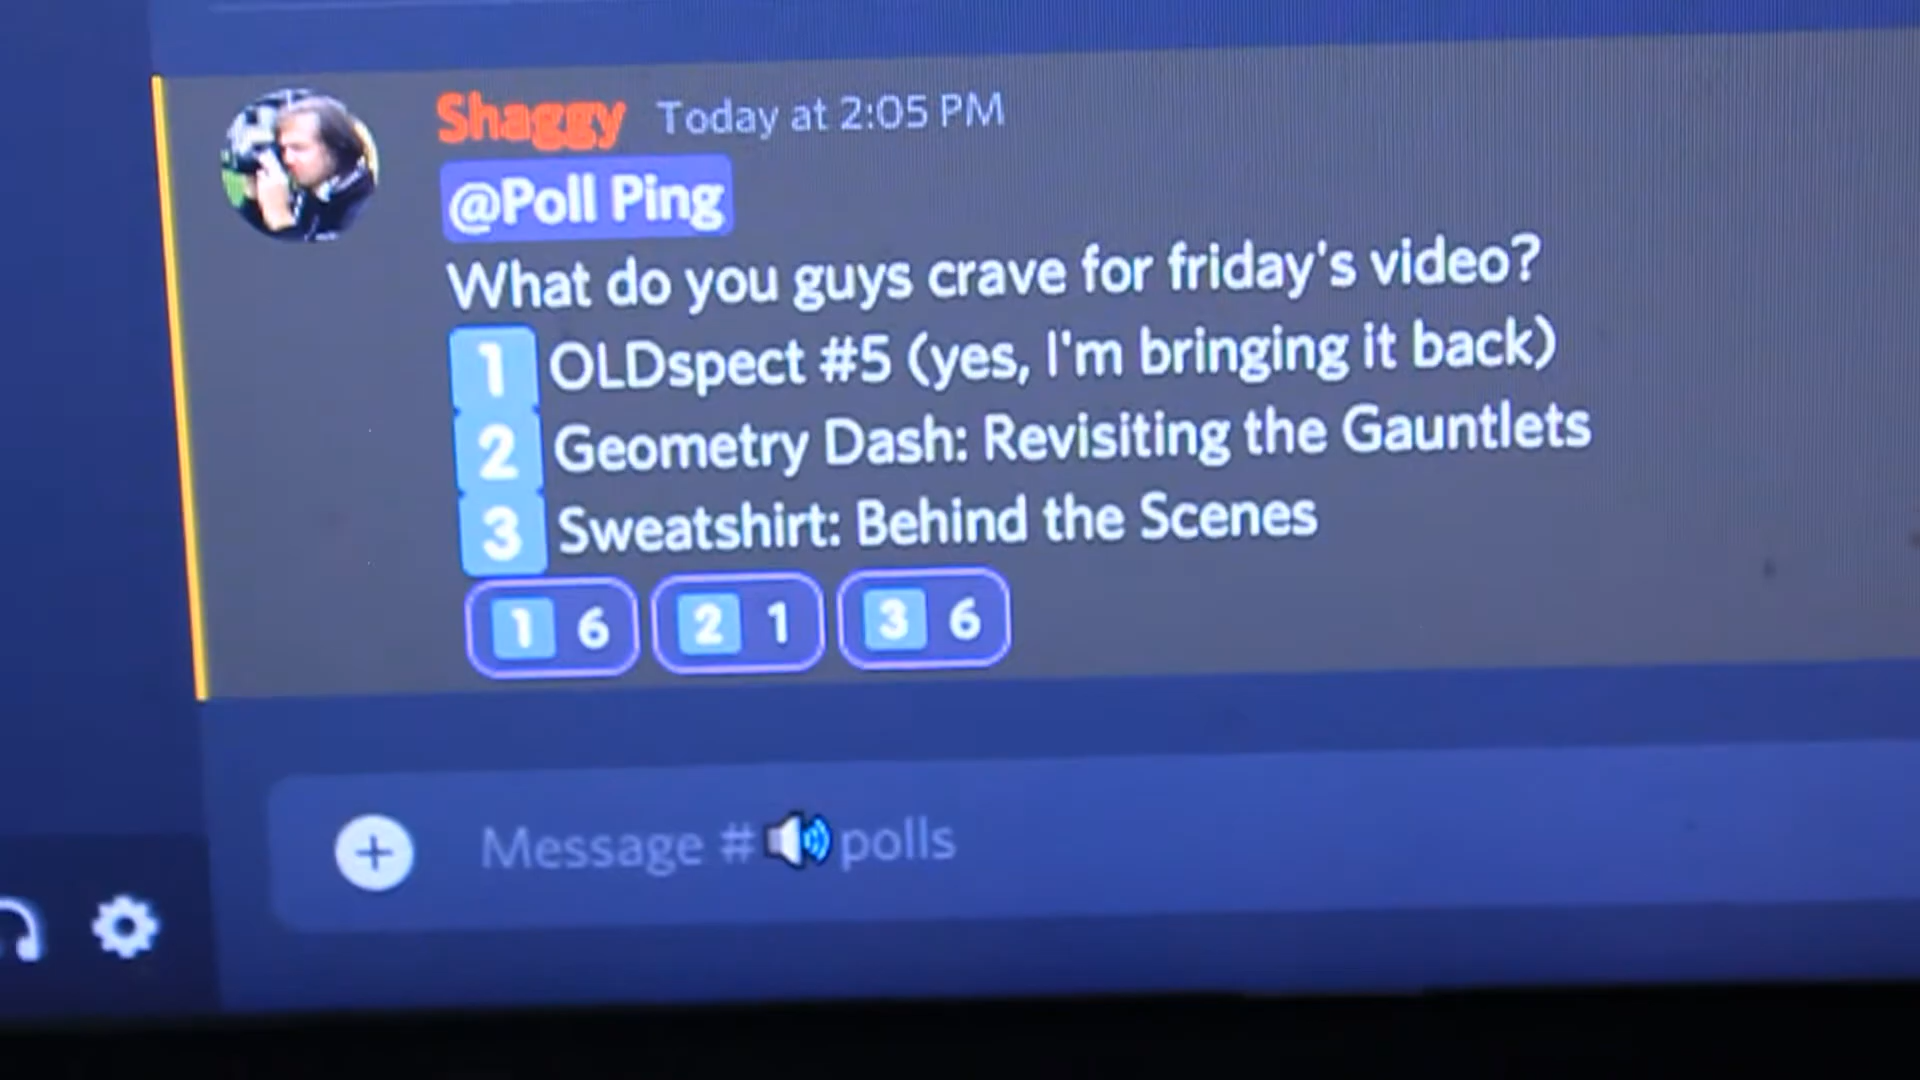 Shaggy Today at 2:05 PM
@Poll Ping
What do you guys crave for friday's video?
1 OLDspect #5 (yes, I'm bringing it back)
2 Geometry Dash: Revisiting the Gauntlets
3 Sweatshirt: Behind the Scenes
1 6 2 1 3 6
Message #🔊polls